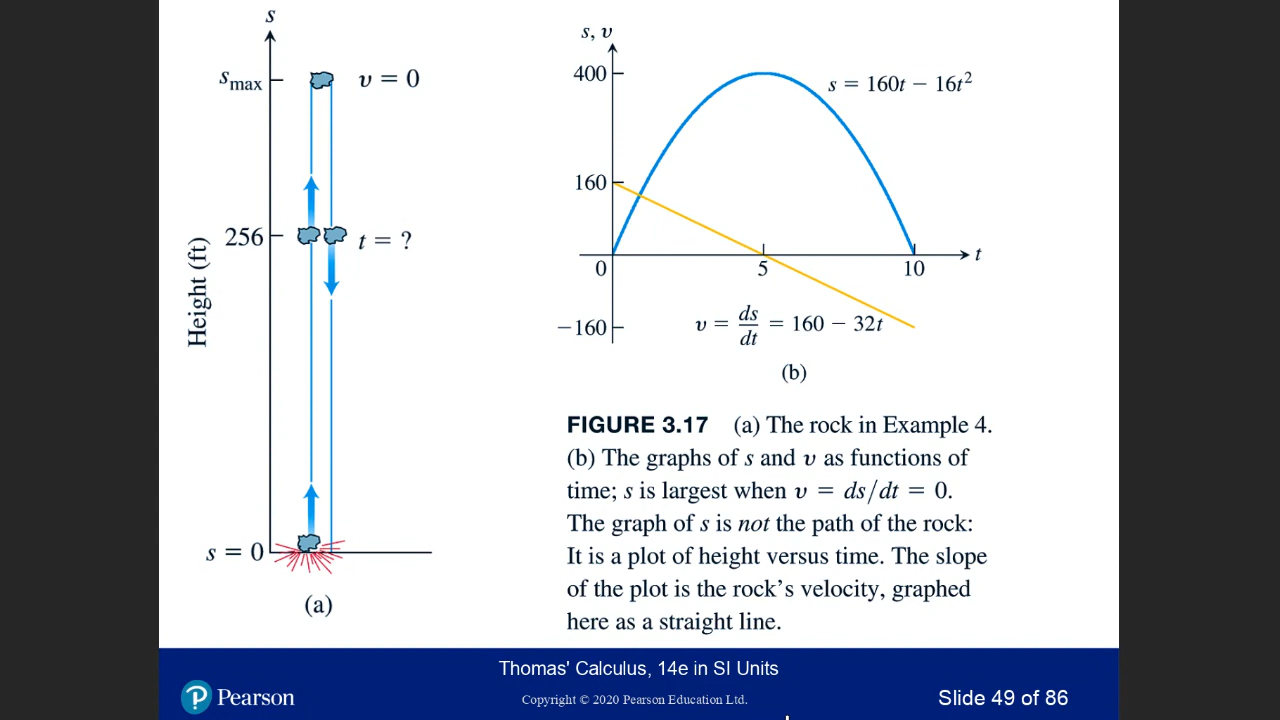 s
s_max
v = 0
256
t = ?
Height (ft)
s = 0
(a)
s, v
400
s = 160t − 16t²
160
0
5
10
t
−160
v = ds/dt = 160 − 32t
(b)
FIGURE 3.17 (a) The rock in Example 4.
(b) The graphs of s and v as functions of
time; s is largest when v = ds/dt = 0.
The graph of s is not the path of the rock:
It is a plot of height versus time. The slope
of the plot is the rock’s velocity, graphed
here as a straight line.
Thomas' Calculus, 14e in SI Units
P Pearson
Copyright © 2020 Pearson Education Ltd.
Slide 49 of 86